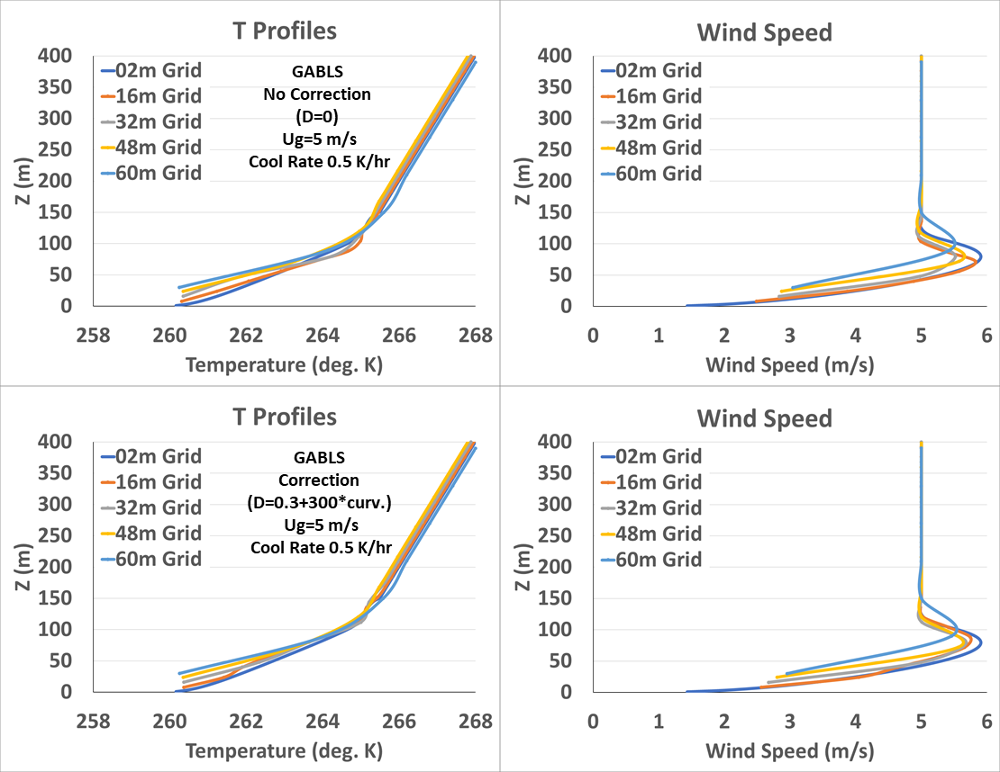 T Profiles
400
350
300
250
200
150
100
50
0
Z (m)
02m Grid
16m Grid
32m Grid
48m Grid
60m Grid
GABLS
No Correction
(D=0)
Ug=5 m/s
Cool Rate 0.5 K/hr
258 260 262 264 266 268
Temperature (deg. K)
Wind Speed
400
350
300
250
200
150
100
50
0
Z (m)
02m Grid
16m Grid
32m Grid
48m Grid
60m Grid
0 1 2 3 4 5 6
Wind Speed (m/s)
T Profiles
400
350
300
250
200
150
100
50
0
Z (m)
02m Grid
16m Grid
32m Grid
48m Grid
60m Grid
GABLS
Correction
(D=0.3+300*curv.)
Ug=5 m/s
Cool Rate 0.5 K/hr
258 260 262 264 266 268
Temperature (deg. K)
Wind Speed
400
350
300
250
200
150
100
50
0
Z (m)
02m Grid
16m Grid
32m Grid
48m Grid
60m Grid
0 1 2 3 4 5 6
Wind Speed (m/s)